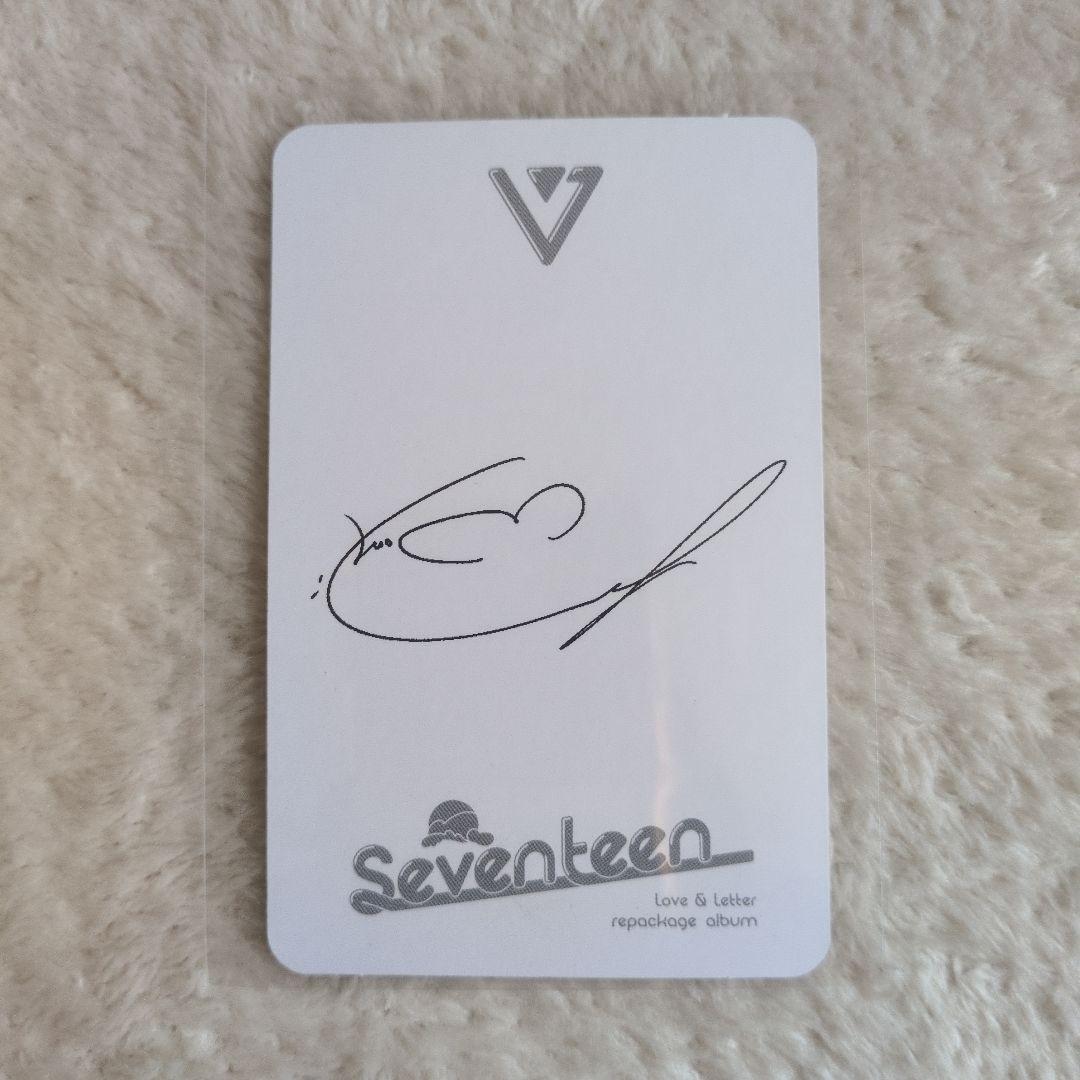 Seventeen
Love & Letter
repackage album